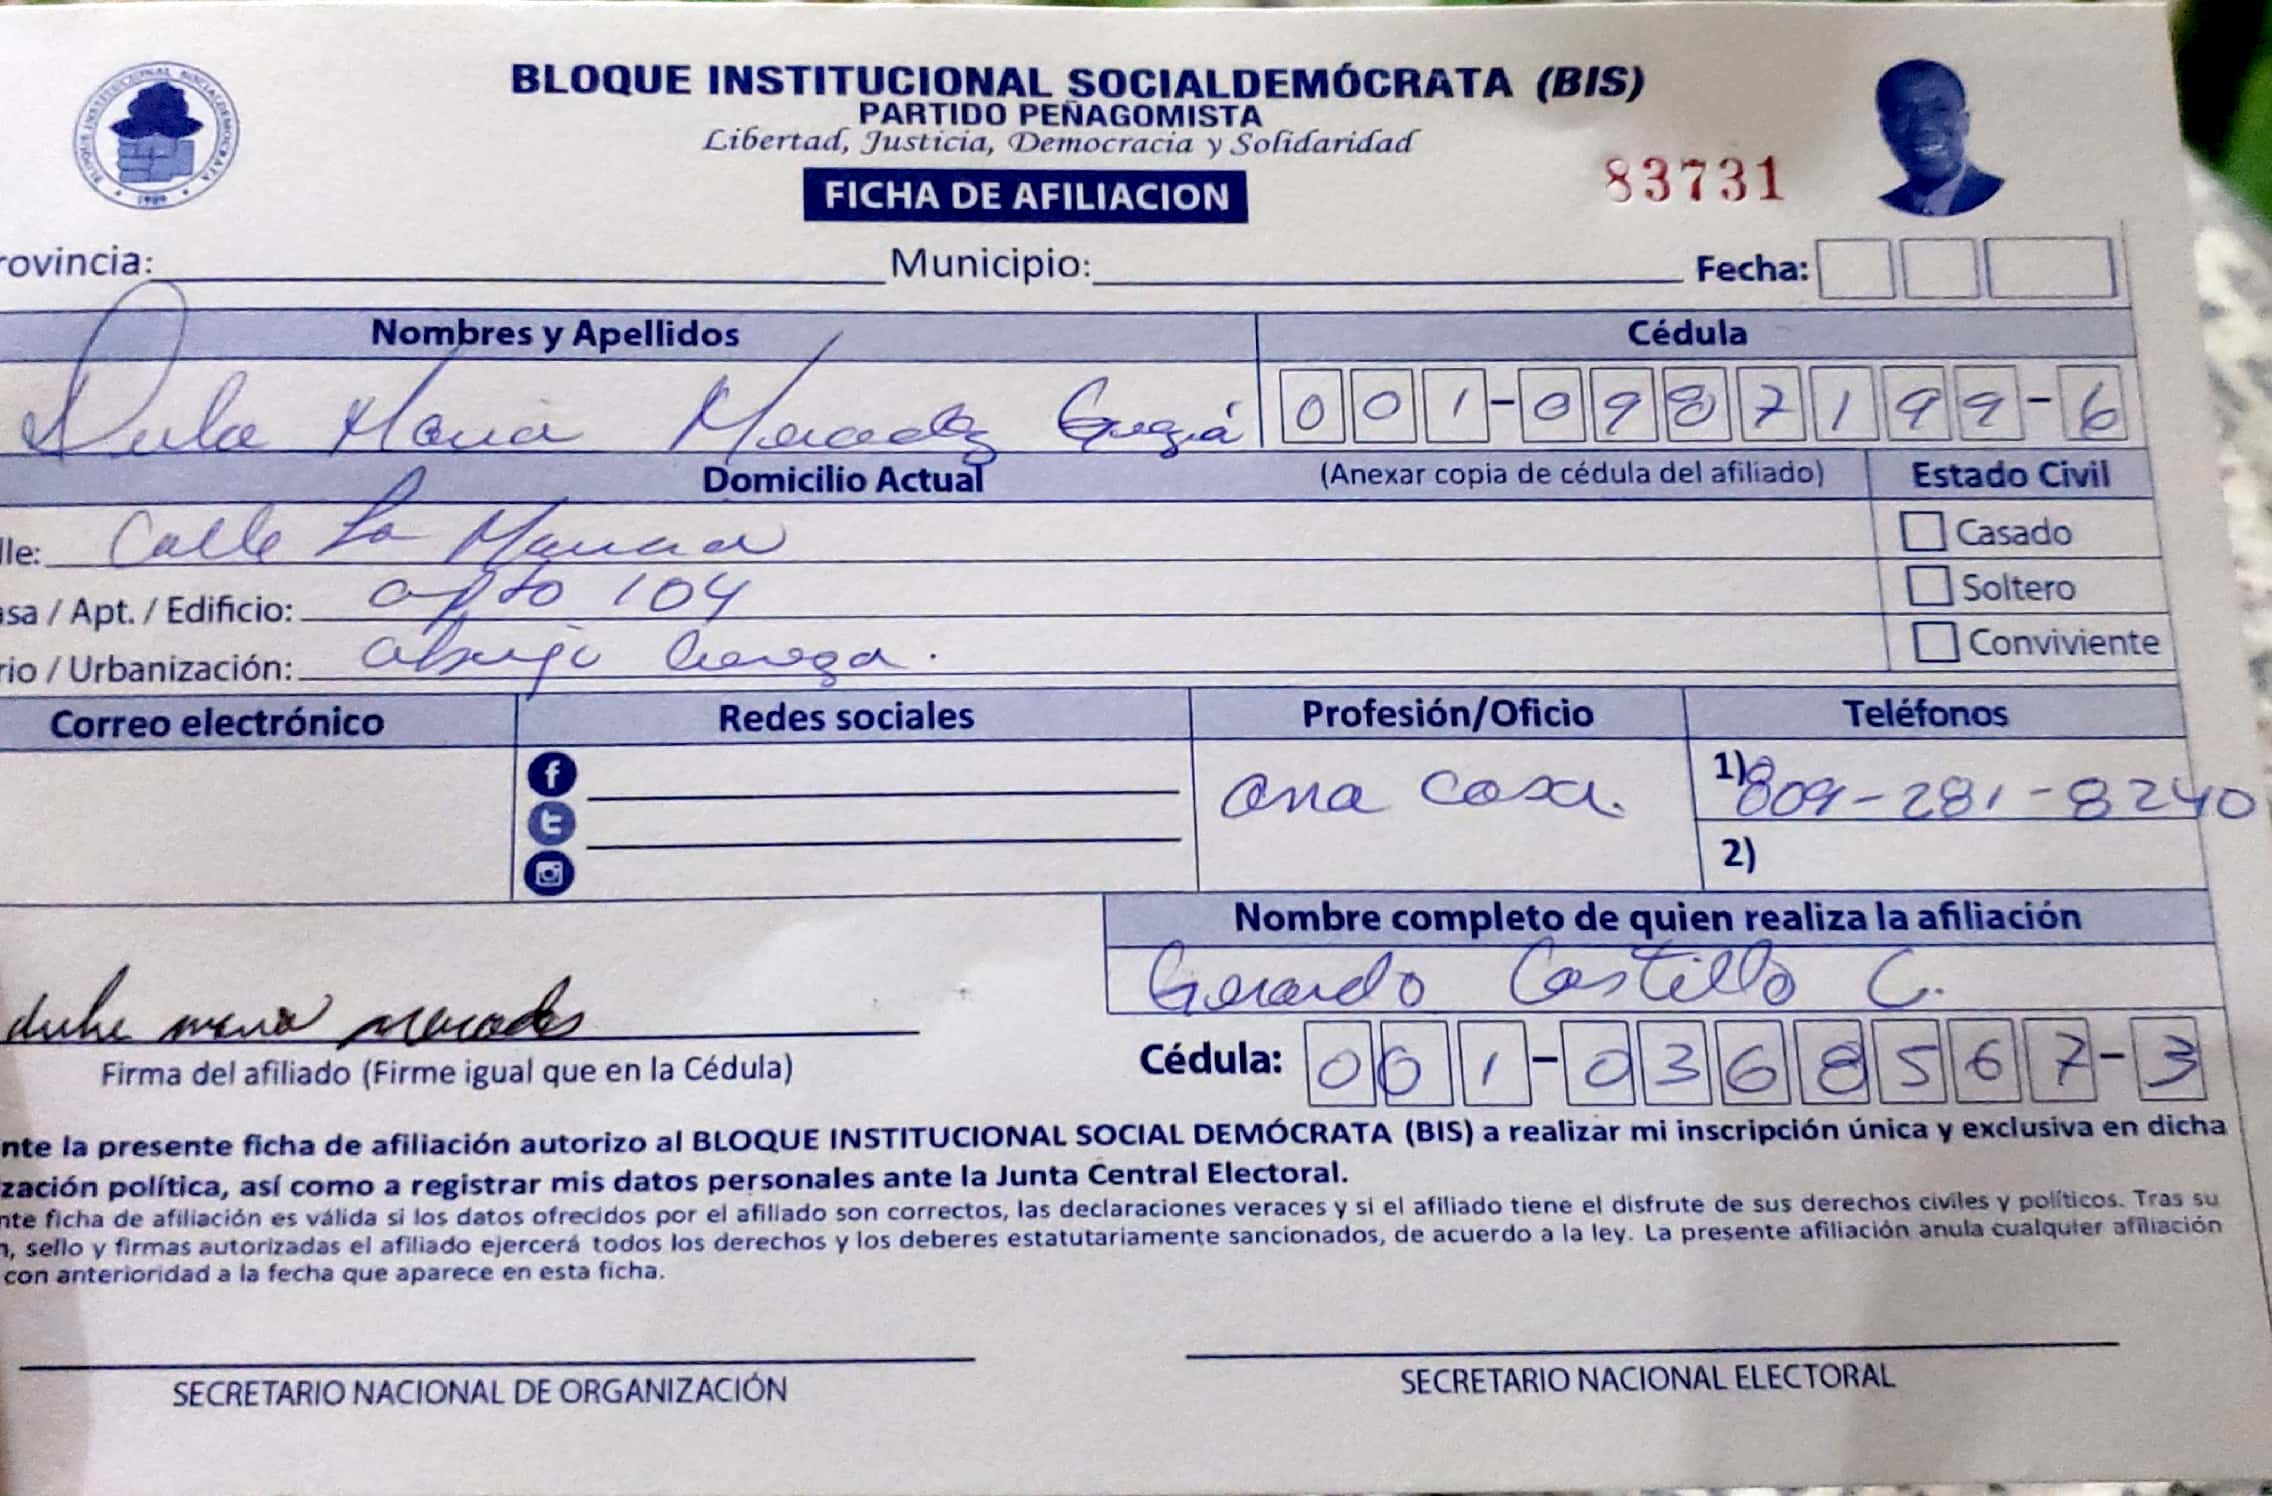 BLOQUE INSTITUCIONAL SOCIALDEMÓCRATA (BIS)
PARTIDO PEÑAGOMISTA
Libertad, Justicia, Democracia y Solidaridad
FICHA DE AFILIACION
83731
BLOQUE INSTITUCIONAL SOCIALDEMOCRATA
rovincia: Municipio: Fecha:
Nombres y Apellidos Cédula
Maria 001-0987199-6
Domicilio Actual (Anexar copia de cédula del afiliado) Estado Civil
lle: Calle La Casado
asa / Apt. / Edificio: apto 104 Soltero
rio / Urbanización: Conviviente
Correo electrónico Redes sociales Profesión/Oficio Teléfonos
ama casa. 1) 809-281-8240
2)
Nombre completo de quien realiza la afiliación
Gerardo Castillo C.
maria mercedes
Firma del afiliado (Firme igual que en la Cédula) Cédula: 001-0368567-3
nte la presente ficha de afiliación autorizo al BLOQUE INSTITUCIONAL SOCIAL DEMÓCRATA (BIS) a realizar mi inscripción única y exclusiva en dicha
zación política, así como a registrar mis datos personales ante la Junta Central Electoral.
nte ficha de afiliación es válida si los datos ofrecidos por el afiliado son correctos, las declaraciones veraces y si el afiliado tiene el disfrute de sus derechos civiles y políticos. Tras su
n, sello y firmas autorizadas el afiliado ejercerá todos los derechos y los deberes estatutariamente sancionados, de acuerdo a la ley. La presente afiliación anula cualquier afiliación
con anterioridad a la fecha que aparece en esta ficha.
SECRETARIO NACIONAL DE ORGANIZACIÓN SECRETARIO NACIONAL ELECTORAL